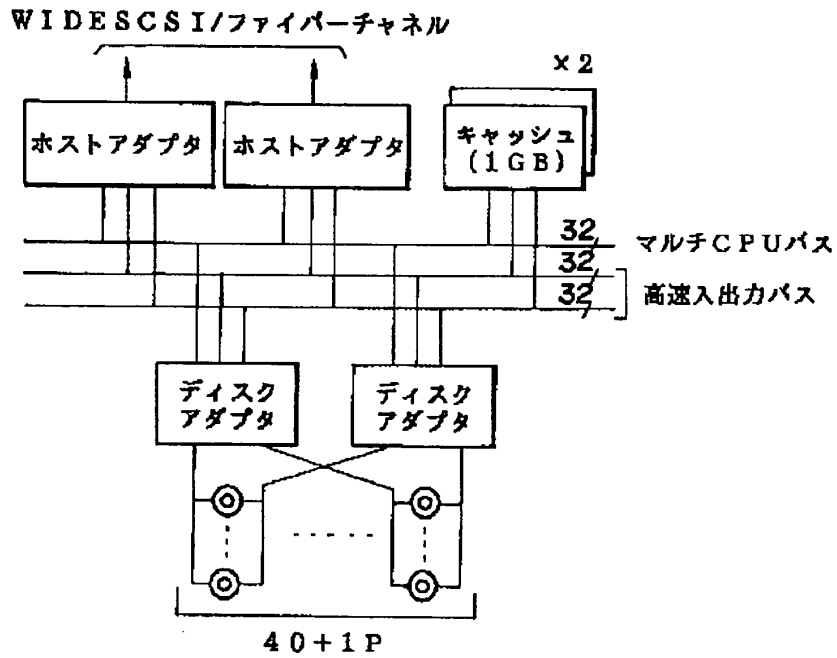 WIDESCSI/ファイバーチャネル
×2
ホストアダプタ
ホストアダプタ
キャッシュ
(1GB)
32
マルチCPUバス
32
32
高速入出力バス
ディスク
アダプタ
ディスク
アダプタ
40+1P